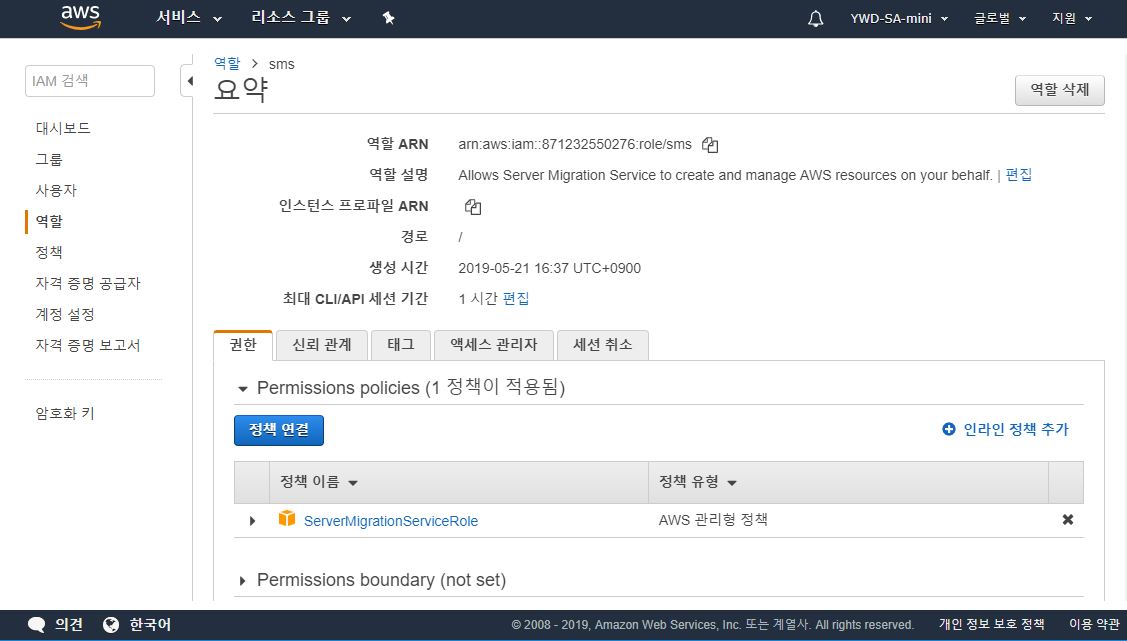 aws 서비스 리소스 그룹 YWD-SA-mini 글로벌 지원
IAM 검색
대시보드
그룹
사용자
역할
정책
자격 증명 공급자
계정 설정
자격 증명 보고서
암호화 키
역할 > sms
요약
역할 삭제
역할 ARN arn:aws:iam::871232550276:role/sms
역할 설명 Allows Server Migration Service to create and manage AWS resources on your behalf. | 편집
인스턴스 프로파일 ARN
경로 /
생성 시간 2019-05-21 16:37 UTC+0900
최대 CLI/API 세션 기간 1 시간 편집
권한 신뢰 관계 태그 액세스 관리자 세션 취소
Permissions policies (1 정책이 적용됨)
정책 연결 인라인 정책 추가
정책 이름 정책 유형
ServerMigrationServiceRole AWS 관리형 정책
Permissions boundary (not set)
의견 한국어 © 2008 - 2019, Amazon Web Services, Inc. 또는 계열사. All rights reserved. 개인 정보 보호 정책 이용 약관